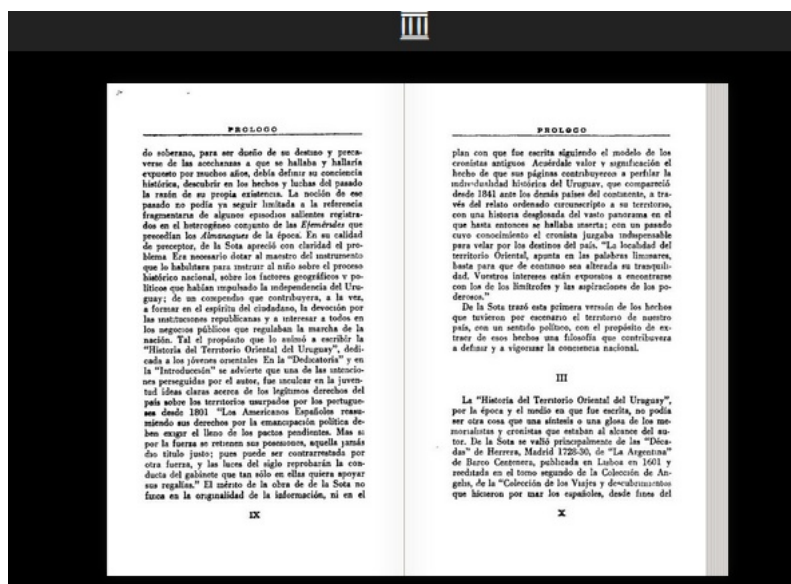 PROLOGO
do soberano, para ser dueño de su destino y preca-
verse de las acechanzas a que se hallaba y hallaría
expuesto por muchos años, debía definir su conciencia
histórica, descubrir en los hechos y luchas del pasado
la razón de su propia existencia. La noción de ese
pasado no podía ya seguir limitada a la referencia
fragmentaria de algunos episodios salientes registra-
dos en el heterogéneo conjunto de las Efemérides que
precedían los Almanaques de la época. En su calidad
de preceptor, de la Sota apreció con claridad el pro-
blema Era necesario dotar al maestro del instrumento
que lo habilitara para instruir al niño sobre el proceso
histórico nacional, sobre los factores geográficos y po-
líticos que habían impulsado la independencia del Uru-
guay; de un compendio que contribuyera, a la vez,
a formar en el espíritu del ciudadano, la devoción por
las instituciones republicanas y a interesar a todos en
los negocios públicos que regulaban la marcha de la
nación. Tal el propósito que lo animó a escribir la
"Historia del Territorio Oriental del Uruguay", dedi-
cada a los jóvenes orientales En la "Dedicatoria" y en
la "Introducción" se advierte que una de las intencio-
nes perseguidas por el autor, fue inculcar en la juven-
tud ideas claras acerca de los legítimos derechos del
país sobre los territorios usurpados por los portugue-
ses desde 1801 "Los Americanos Españoles reasu-
miendo sus derechos por la emancipación política de-
ben exigir el lleno de los pactos pendientes. Mas si
por la fuerza se retienen sus posesiones, aquella jamás
dio título justo; pues puede ser contrarrestada por
otra fuerza, y las luces del siglo reprobarán la con-
ducta del gabinete que tan sólo en ellas quiera apoyar
sus regalías." El mérito de la obra de de la Sota no
finca en la originalidad de la información, ni en el
IX
PROLOGO
plan con que fue escrita siguiendo el modelo de los
cronistas antiguos Acuérdale valor y significación el
hecho de que sus páginas contribuyeron a perfilar la
individualidad histórica del Uruguay, que compareció
desde 1841 ante los demás países del continente, a tra-
vés del relato ordenado circunscripto a su territorio,
con una historia desglosada del vasto panorama en el
que hasta entonces se hallaba inserta; con un pasado
cuyo conocimiento el cronista juzgaba indispensable
para velar por los destinos del país. "La localidad del
territorio Oriental, apunta en las palabras liminares,
basta para que de continuo sea alterada su tranquili-
dad. Vuestros intereses están expuestos a encontrarse
con los de los limítrofes y las aspiraciones de los po-
derosos."
De la Sota trazó esta primera versión de los hechos
que tuvieron por escenario el territorio de nuestro
país, con un sentido político, con el propósito de ex-
traer de esos hechos una filosofía que contribuyera
a definir y a vigorizar la conciencia nacional.
III
La "Historia del Territorio Oriental del Uruguay",
por la época y el medio en que fue escrita, no podía
ser otra cosa que una síntesis o una glosa de los me-
morialistas y cronistas que estaban al alcance del au-
tor. De la Sota se valió principalmente de las "Déca-
das" de Herrera, Madrid 1728-30, de "La Argentina"
de Barco Centenera, publicada en Lisboa en 1601 y
reeditada en el tomo segundo de la Colección de An-
gelis, de la "Colección de los Viajes y descubrimientos
que hicieron por mar los españoles, desde fines del
X